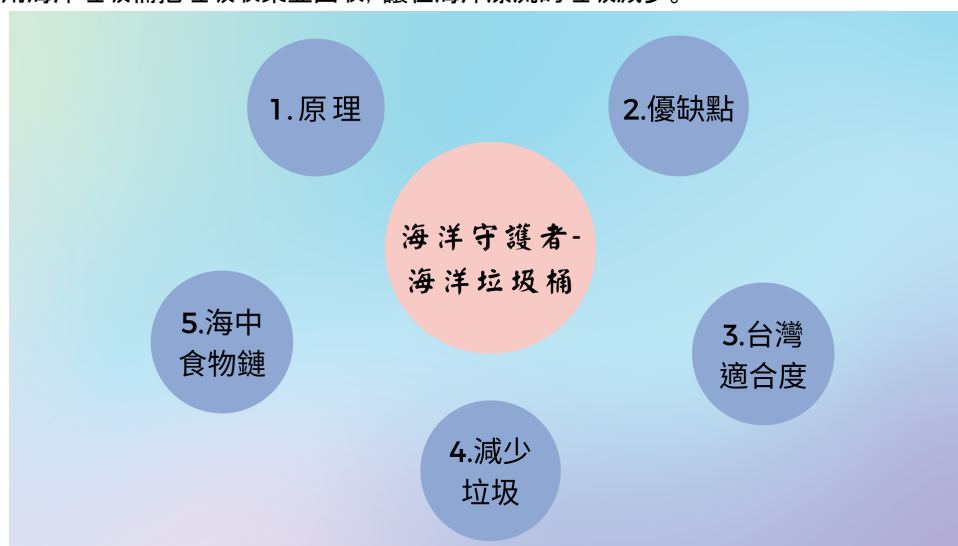 1.原理
2.優缺點
海洋守護者-
海洋垃圾桶
5.海中
食物鏈
3.台灣
適合度
4.減少
垃圾